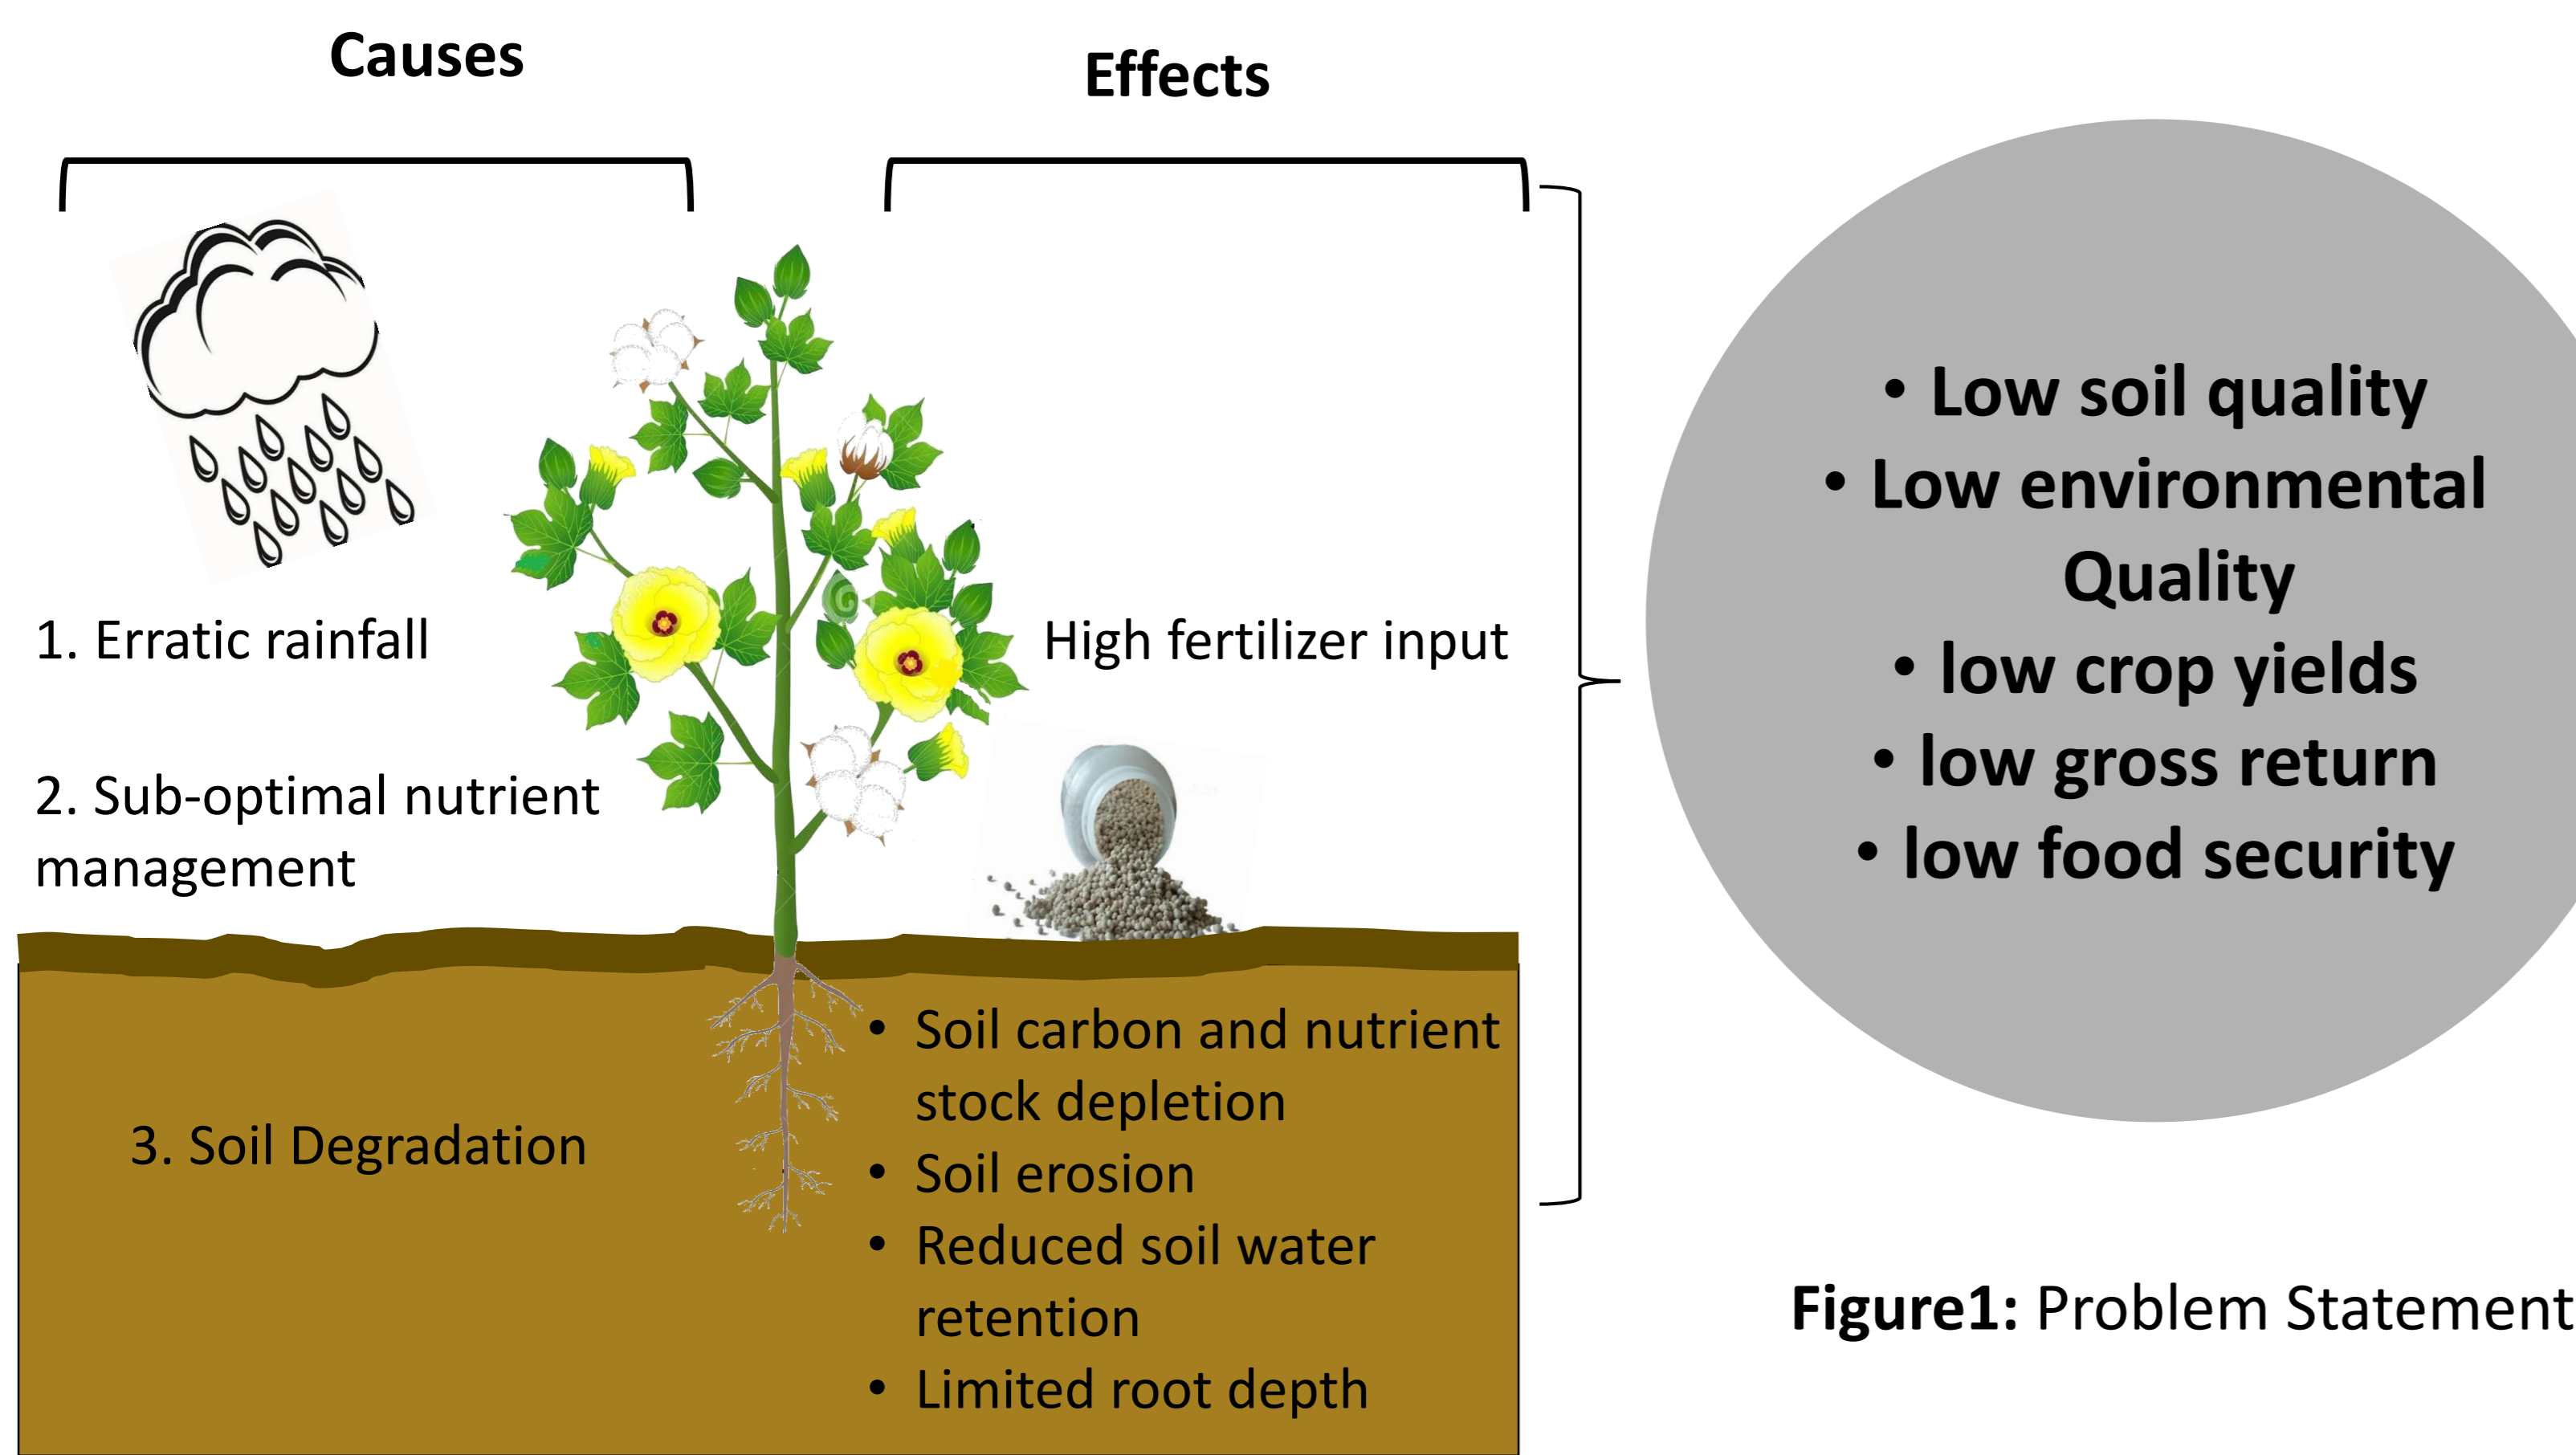 Causes
Effects
1. Erratic rainfall
High fertilizer input
2. Sub-optimal nutrient
management
3. Soil Degradation
• Soil carbon and nutrient
stock depletion
• Soil erosion
• Reduced soil water
retention
• Limited root depth
• Low soil quality
• Low environmental
Quality
• low crop yields
• low gross return
• low food security
Figure1: Problem Statement